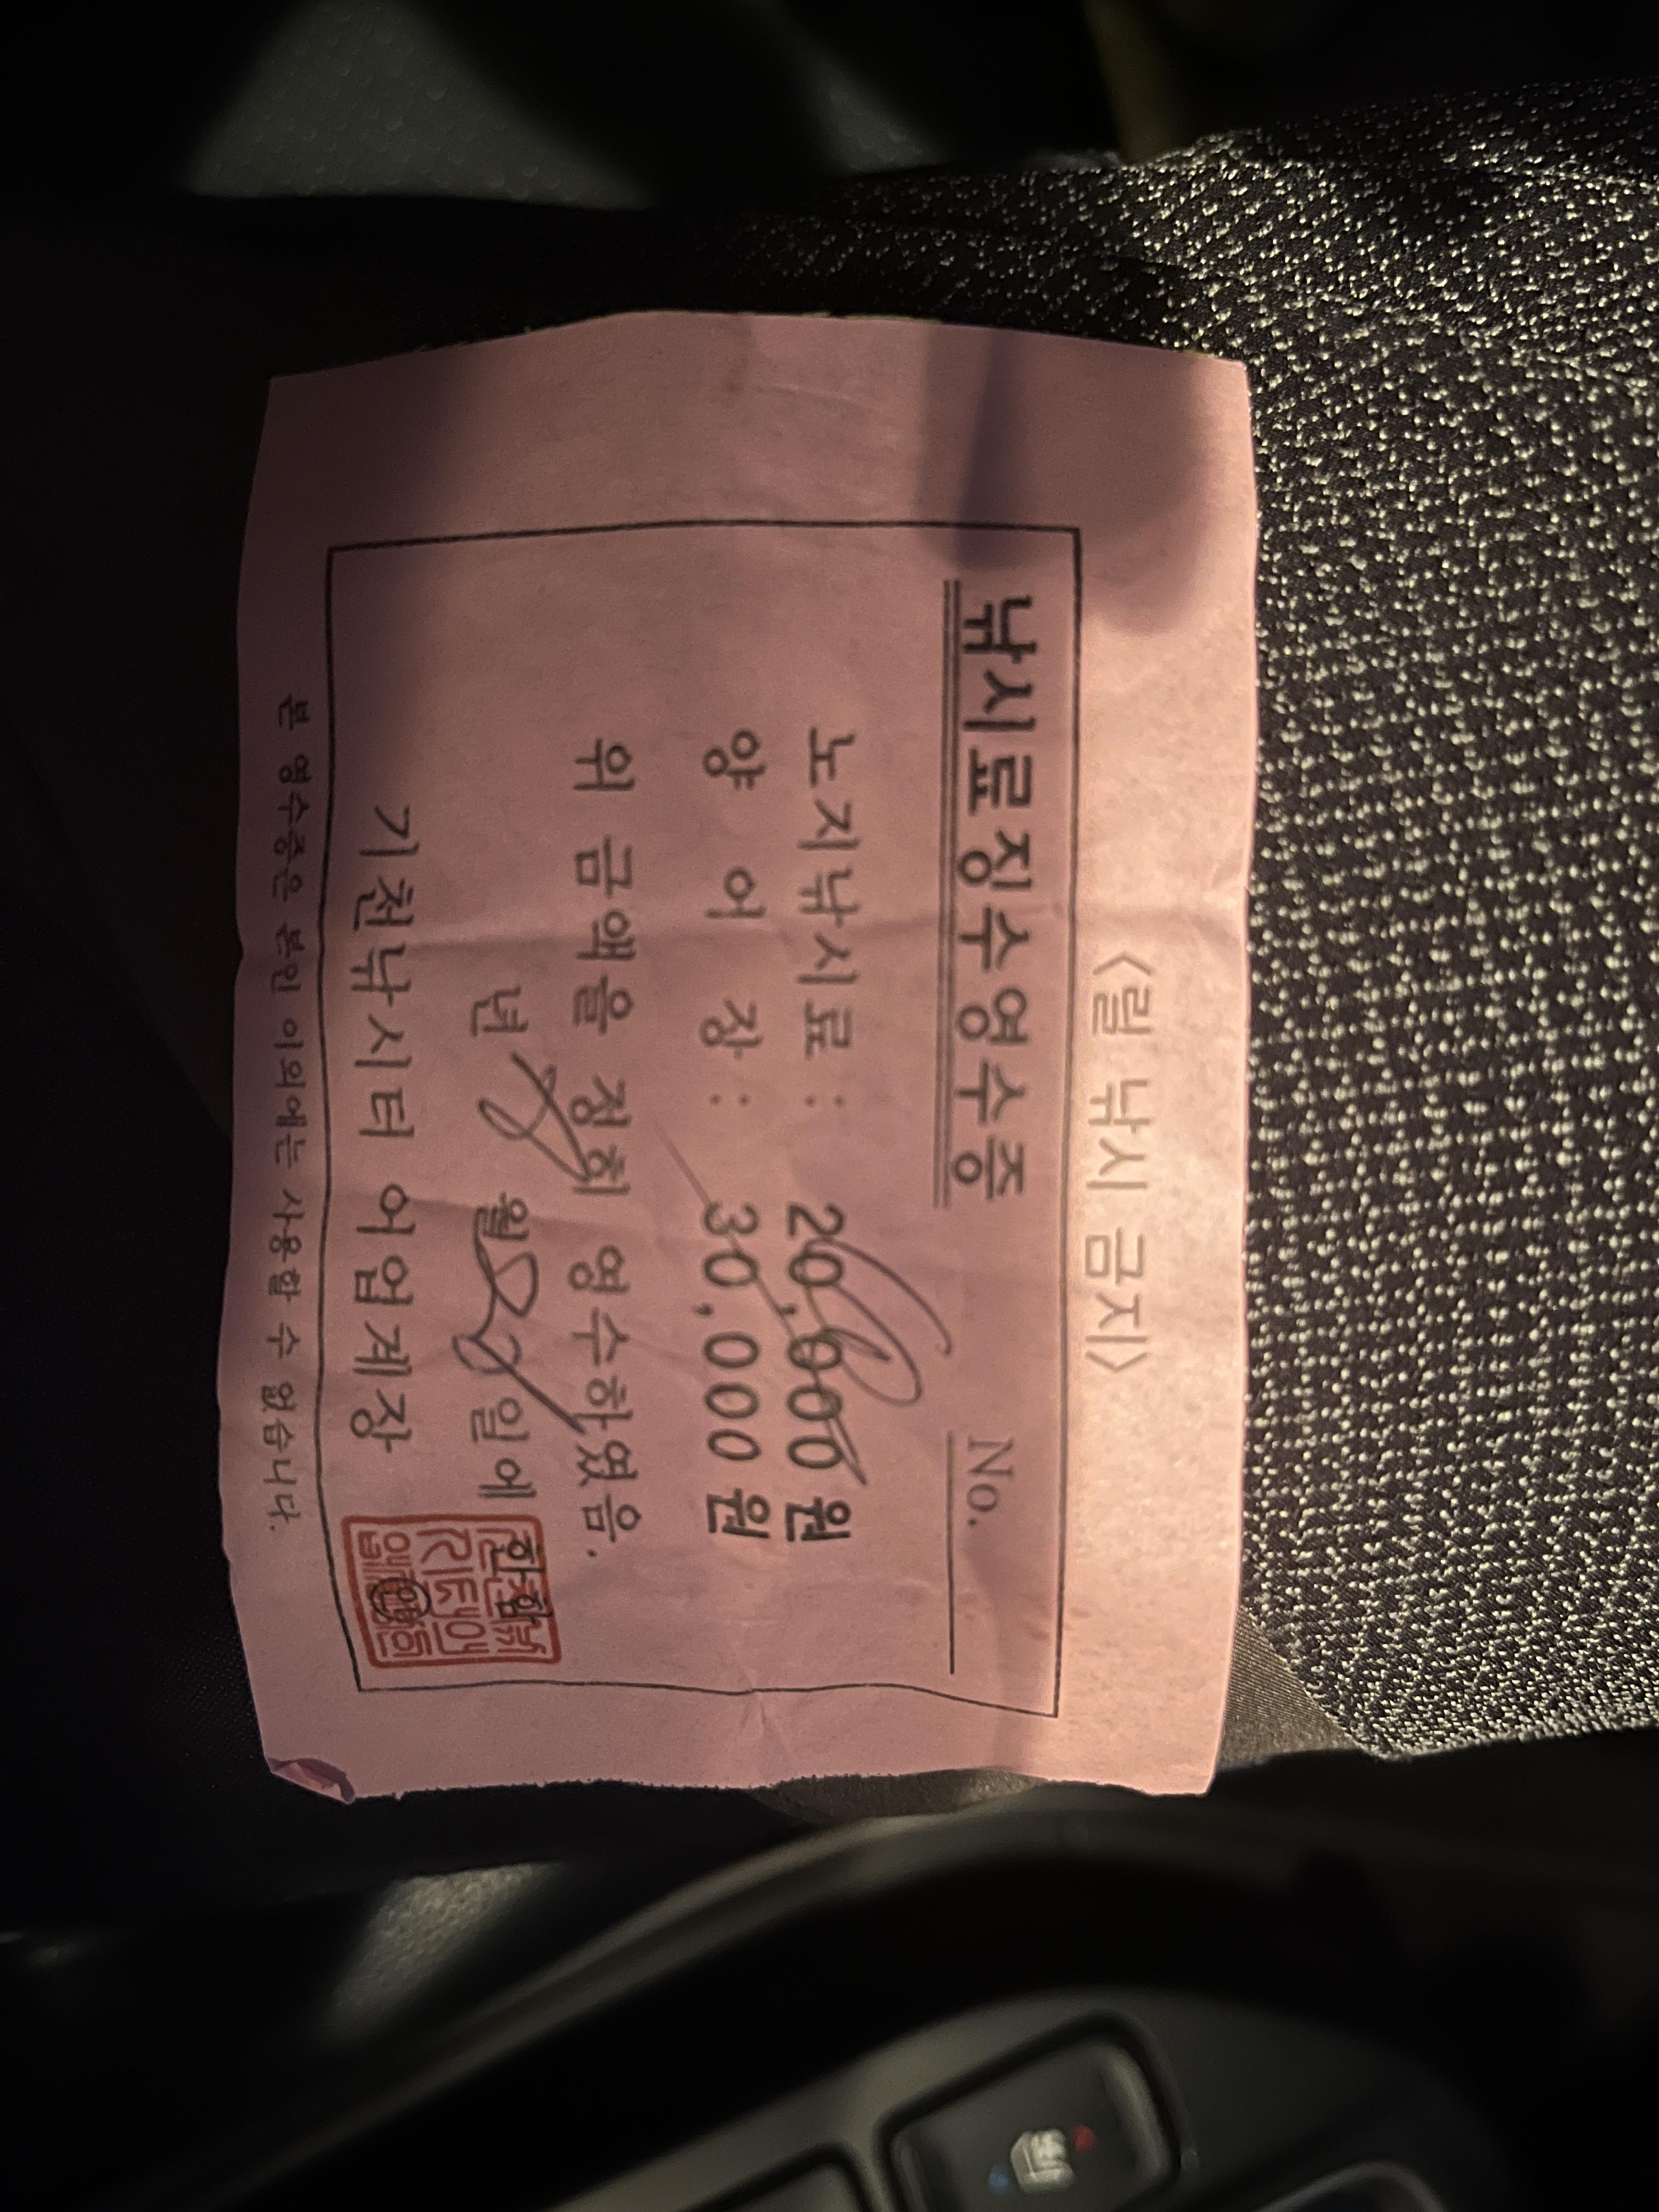 <릴 낚시 금지>
낚시료징수영수증
No.
노지낚시료 : 20,000 원
양 어 장 : 30,000 원
위 금액을 정히 영수하였음.
년 월 일에
기천낚시터 어업계장
본 영수증은 본인 이외에는 사용할 수 없습니다.